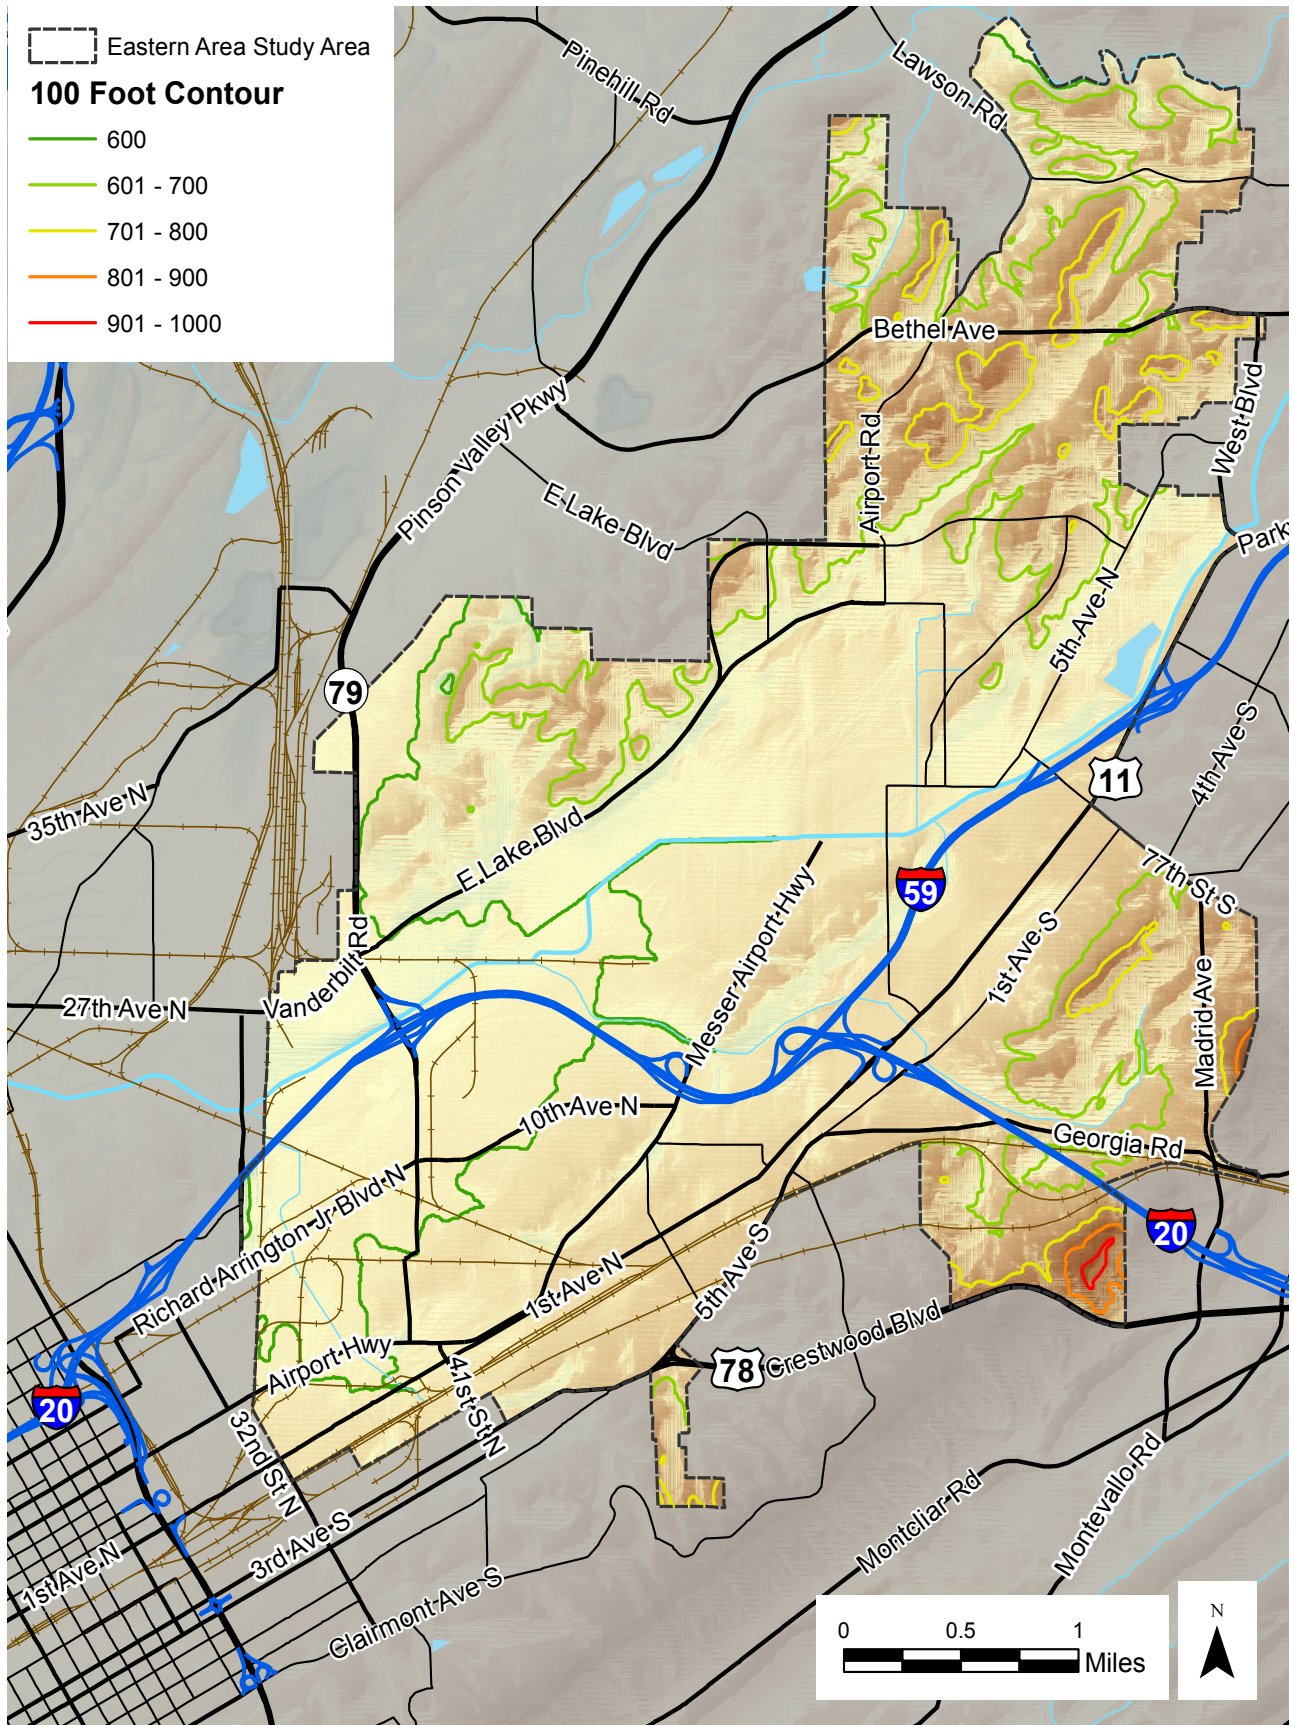 Eastern Area Study Area
100 Foot Contour
600
601 - 700
701 - 800
801 - 900
901 - 1000
Pinehill Rd
Lawson Rd
Bethel Ave
West Blvd
Pinson Valley Pkwy
E Lake Blvd
Airport Rd
Park
5th Ave N
79
4th Ave S
11
35th Ave N
E Lake Blvd
77th St S
59
Messer Airport Hwy
1st Ave S
Vanderbilt Rd
27th Ave N
Madrid Ave
10th Ave N
Georgia Rd
20
Richard Arrington Jr Blvd N
1st Ave N
5th Ave S
Crestwood Blvd
78
Airport Hwy
41st St N
20
32nd St N
3rd Ave S
1st Ave N
Clairmont Ave S
Montcliar Rd
Montevallo Rd
0 0.5 1
Miles
N